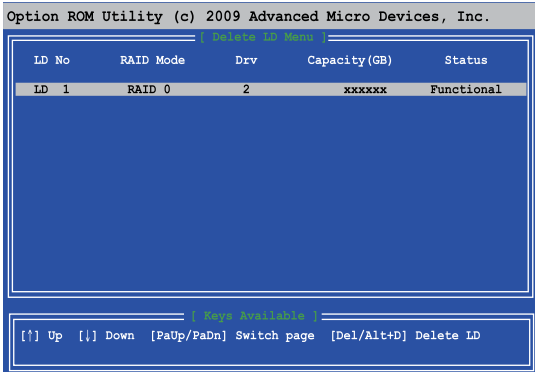 Option ROM Utility (c) 2009 Advanced Micro Devices, Inc.
[ Delete LD Menu ]
LD No RAID Mode Drv Capacity(GB) Status
LD 1 RAID 0 2 xxxxxx Functional
[ Keys Available ]
[↑] Up [↓] Down [PaUp/PaDn] Switch page [Del/Alt+D] Delete LD